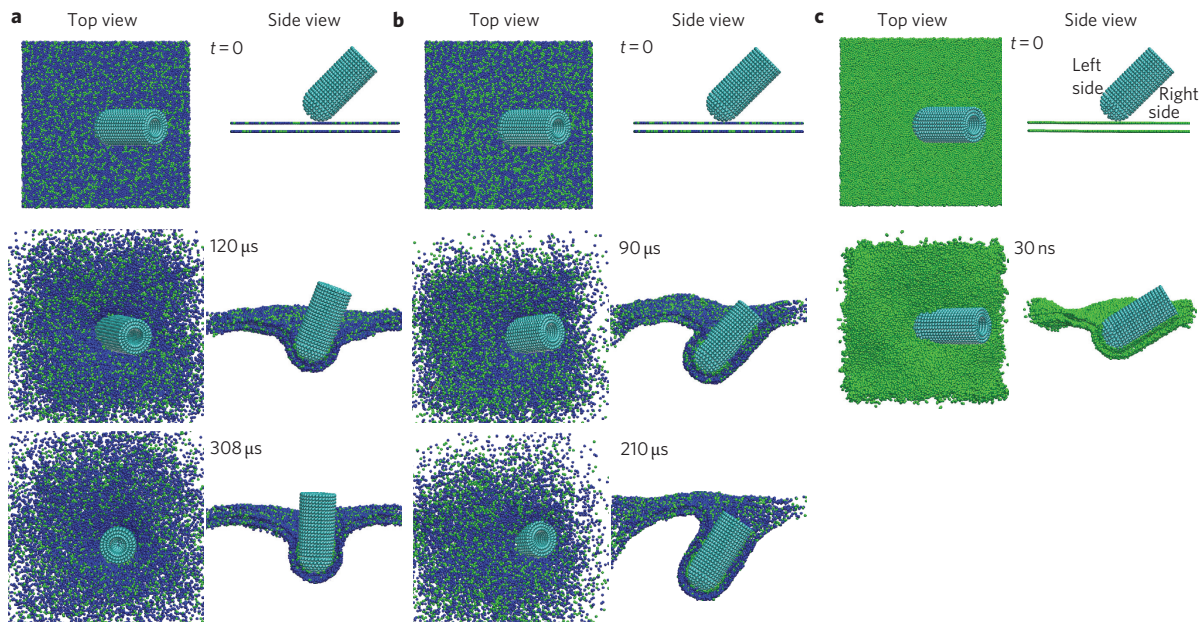 a Top view Side view b Top view Side view c Top view Side view
t = 0 t = 0 t = 0
Left side
Right side
120 μs 90 μs 30 ns
308 μs 210 μs